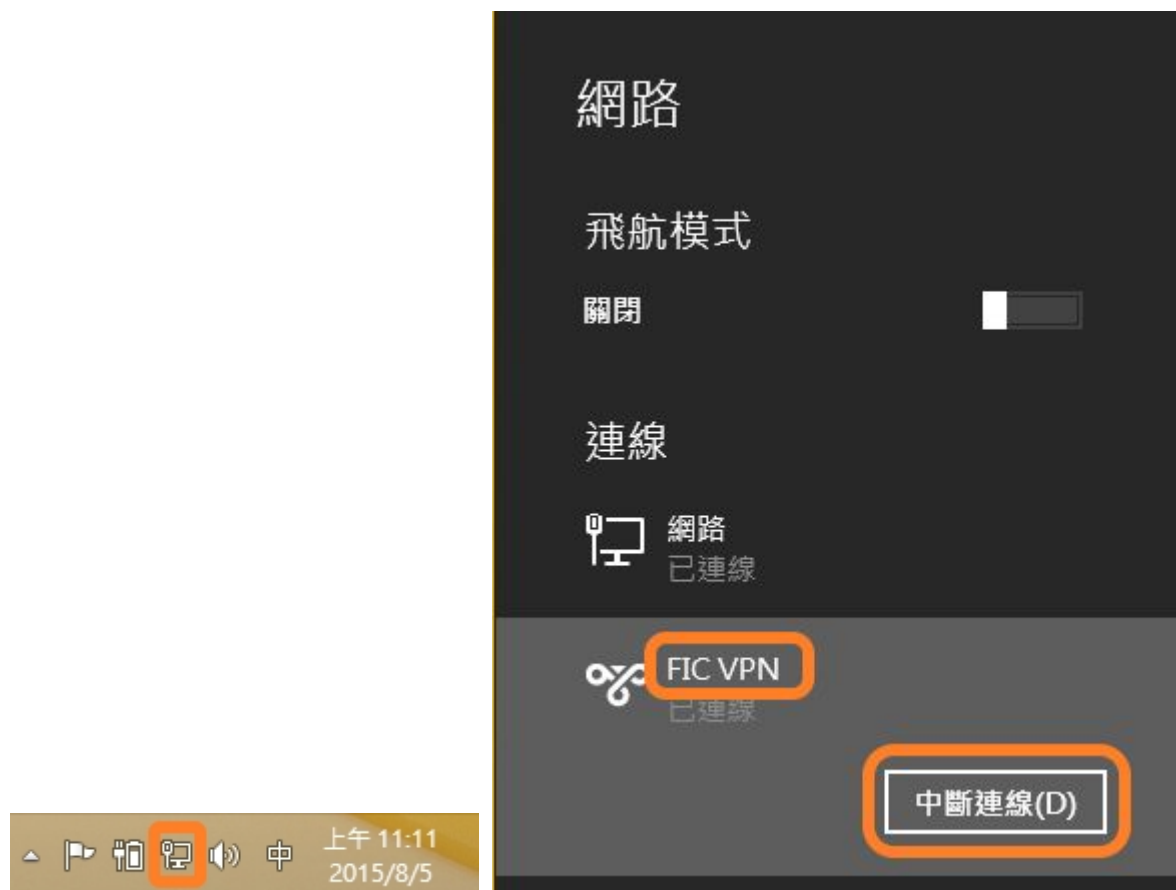 網路
飛航模式
關閉
連線
網路
已連線
FIC VPN
已連線
中斷連線(D)
中
上午 11:11
2015/8/5